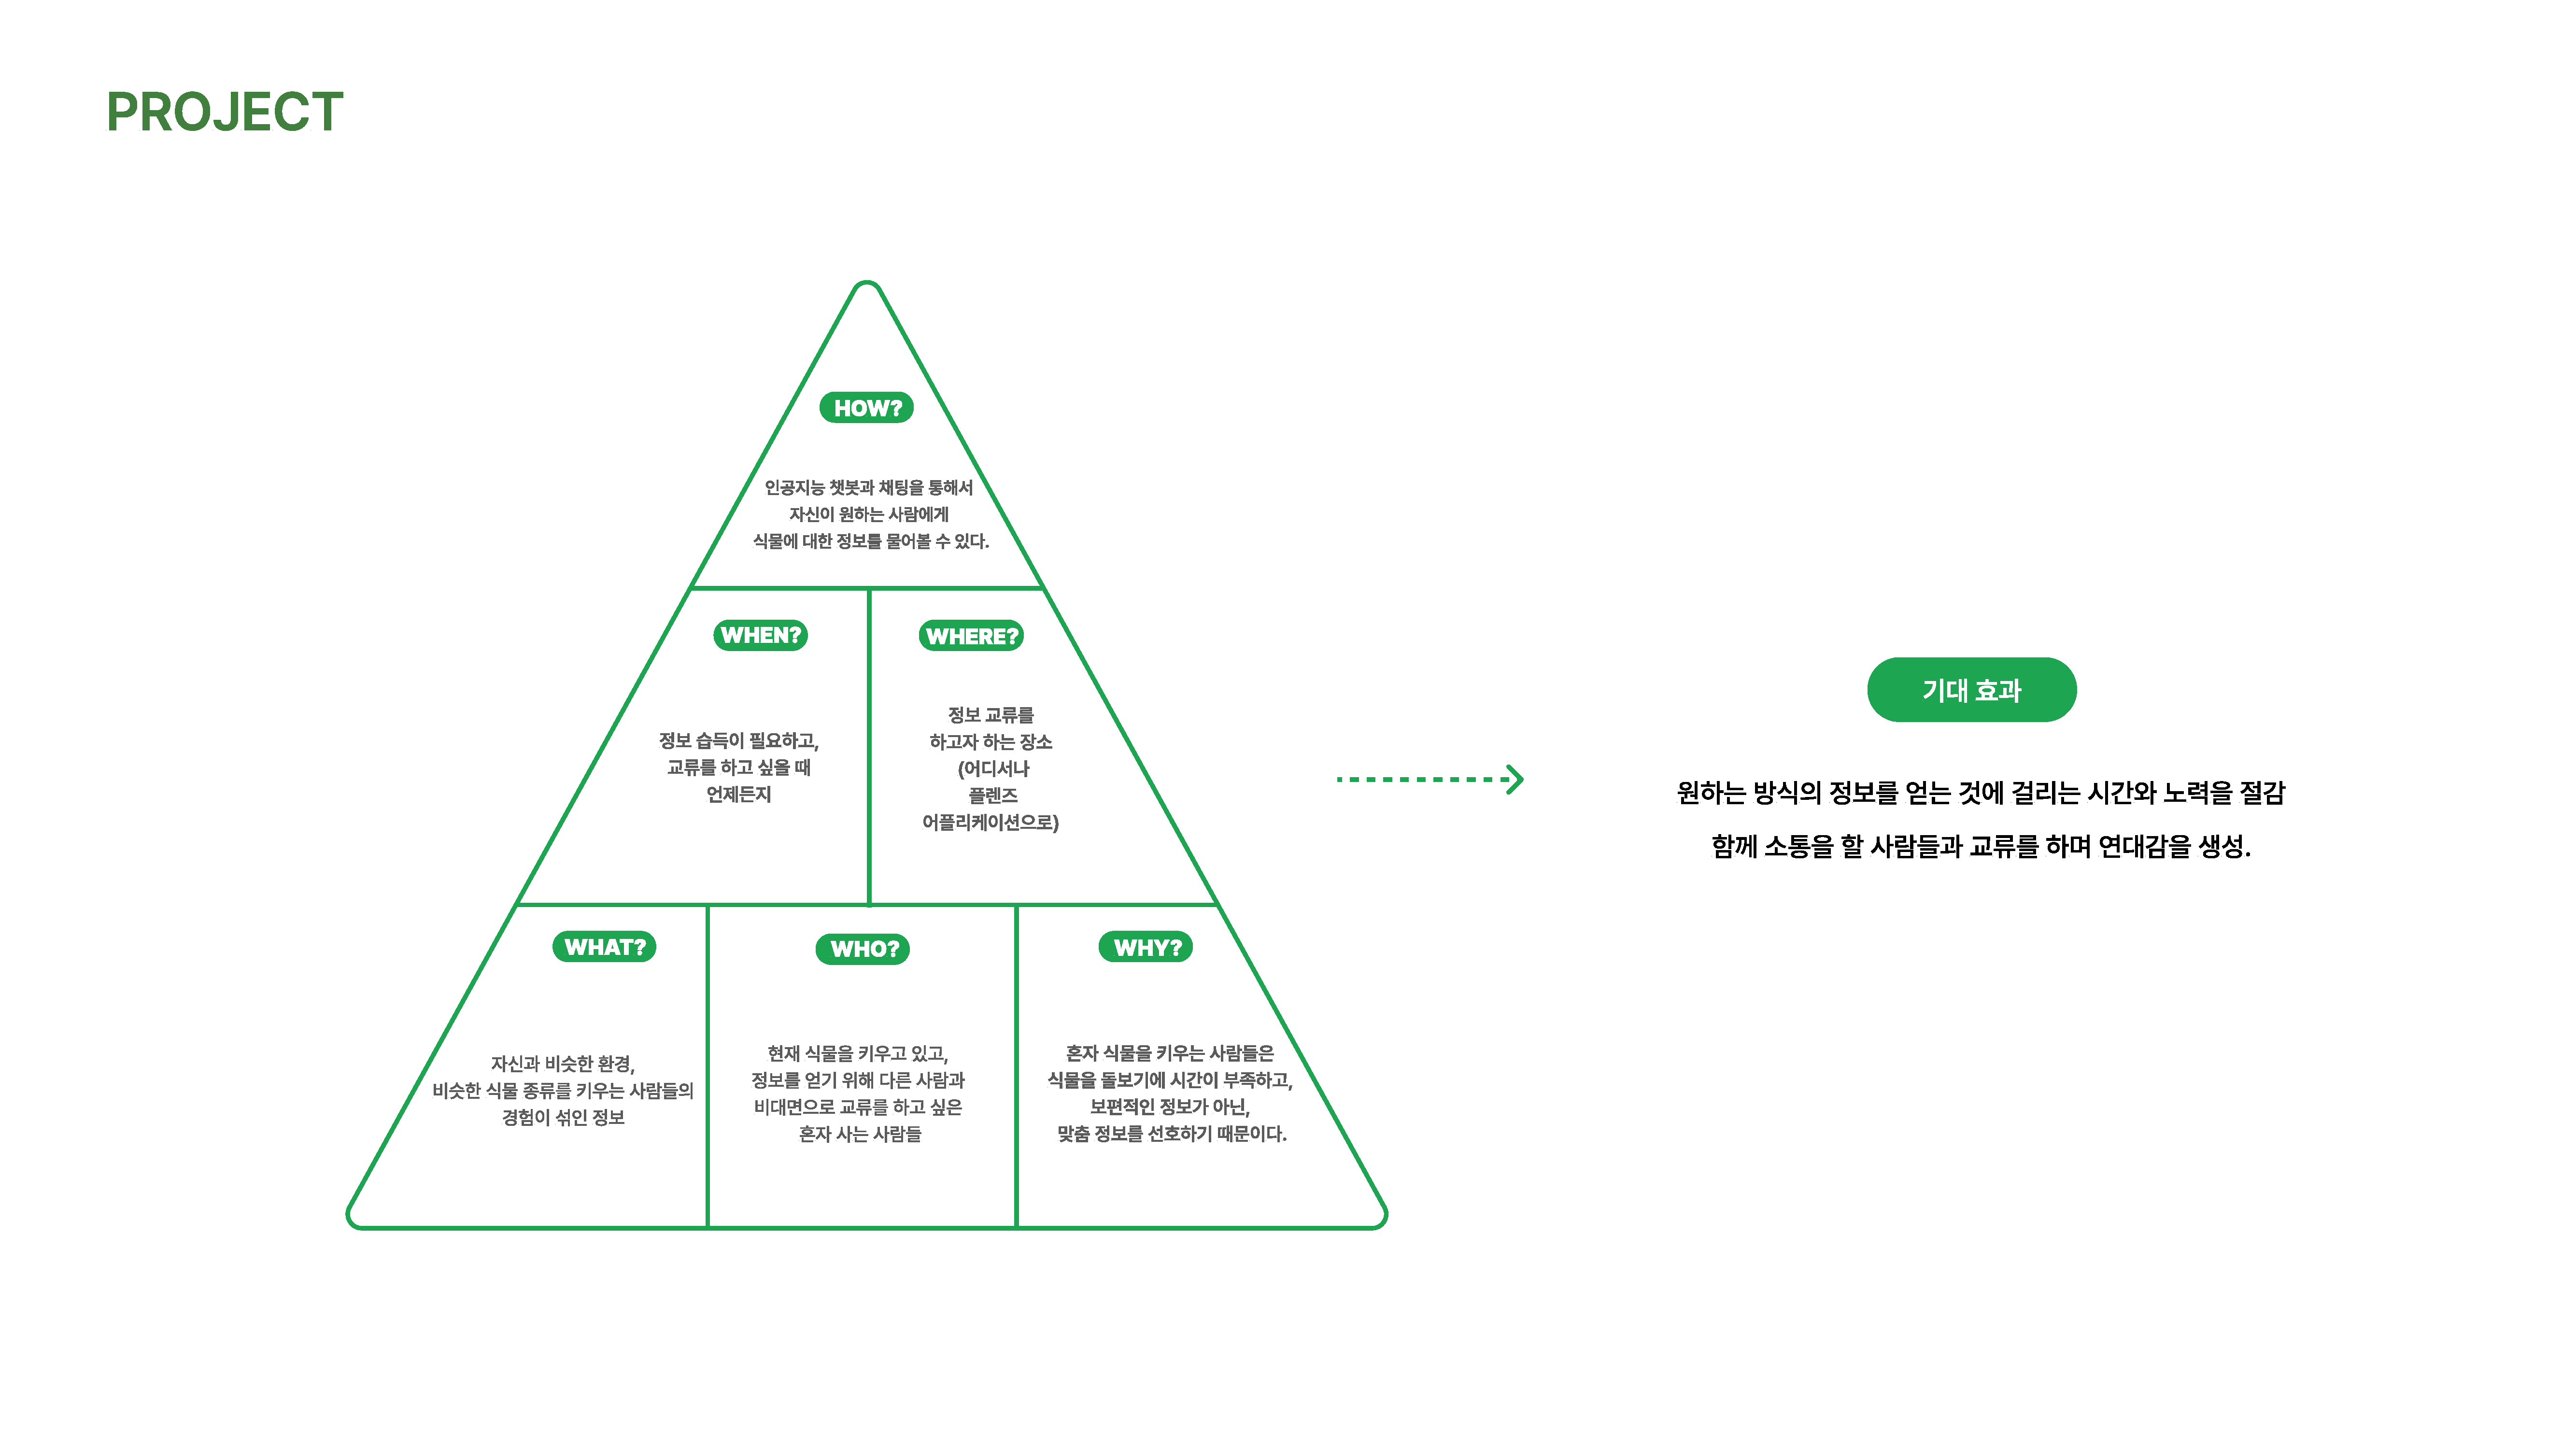 PROJECT
HOW?
인공지능 챗봇과 채팅을 통해서
자신이 원하는 사람에게
식물에 대한 정보를 물어볼 수 있다.
WHEN?
정보 습득이 필요하고,
교류를 하고 싶을 때
언제든지
WHERE?
정보 교류를
하고자 하는 장소
(어디서나
플렌즈
어플리케이션으로)
WHAT?
자신과 비슷한 환경,
비슷한 식물 종류를 키우는 사람들의
경험이 섞인 정보
WHO?
현재 식물을 키우고 있고,
정보를 얻기 위해 다른 사람과
비대면으로 교류를 하고 싶은
혼자 사는 사람들
WHY?
혼자 식물을 키우는 사람들은
식물을 돌보기에 시간이 부족하고,
보편적인 정보가 아닌,
맞춤 정보를 선호하기 때문이다.
기대 효과
원하는 방식의 정보를 얻는 것에 걸리는 시간와 노력을 절감
함께 소통을 할 사람들과 교류를 하며 연대감을 생성.